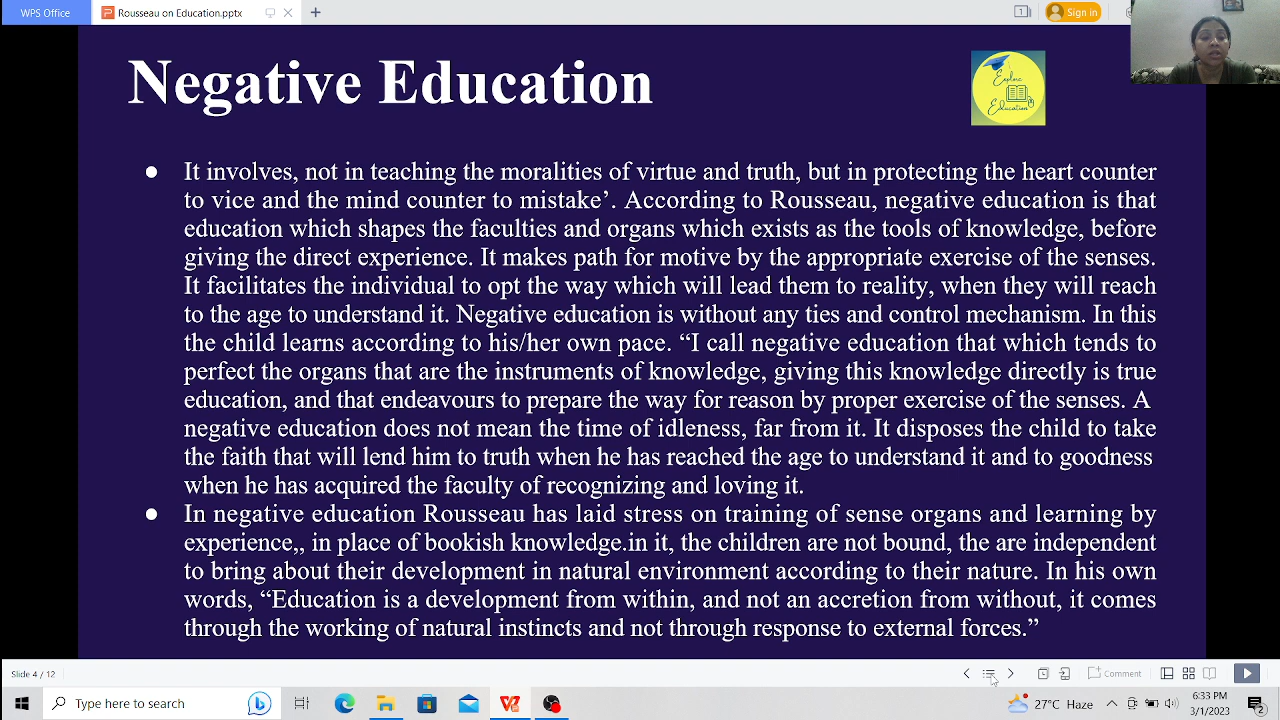 WPS Office
Rousseau on Education.pptx
Sign in
Negative Education
Explore
Education
● It involves, not in teaching the moralities of virtue and truth, but in protecting the heart counter
to vice and the mind counter to mistake’. According to Rousseau, negative education is that
education which shapes the faculties and organs which exists as the tools of knowledge, before
giving the direct experience. It makes path for motive by the appropriate exercise of the senses.
It facilitates the individual to opt the way which will lead them to reality, when they will reach
to the age to understand it. Negative education is without any ties and control mechanism. In this
the child learns according to his/her own pace. “I call negative education that which tends to
perfect the organs that are the instruments of knowledge, giving this knowledge directly is true
education, and that endeavours to prepare the way for reason by proper exercise of the senses. A
negative education does not mean the time of idleness, far from it. It disposes the child to take
the faith that will lend him to truth when he has reached the age to understand it and to goodness
when he has acquired the faculty of recognizing and loving it.
● In negative education Rousseau has laid stress on training of sense organs and learning by
experience,, in place of bookish knowledge.in it, the children are not bound, the are independent
to bring about their development in natural environment according to their nature. In his own
words, “Education is a development from within, and not an accretion from without, it comes
through the working of natural instincts and not through response to external forces.”
Slide 4 / 12
Comment
Type here to search
27°C Haze
6:33 PM
3/1/2023
2